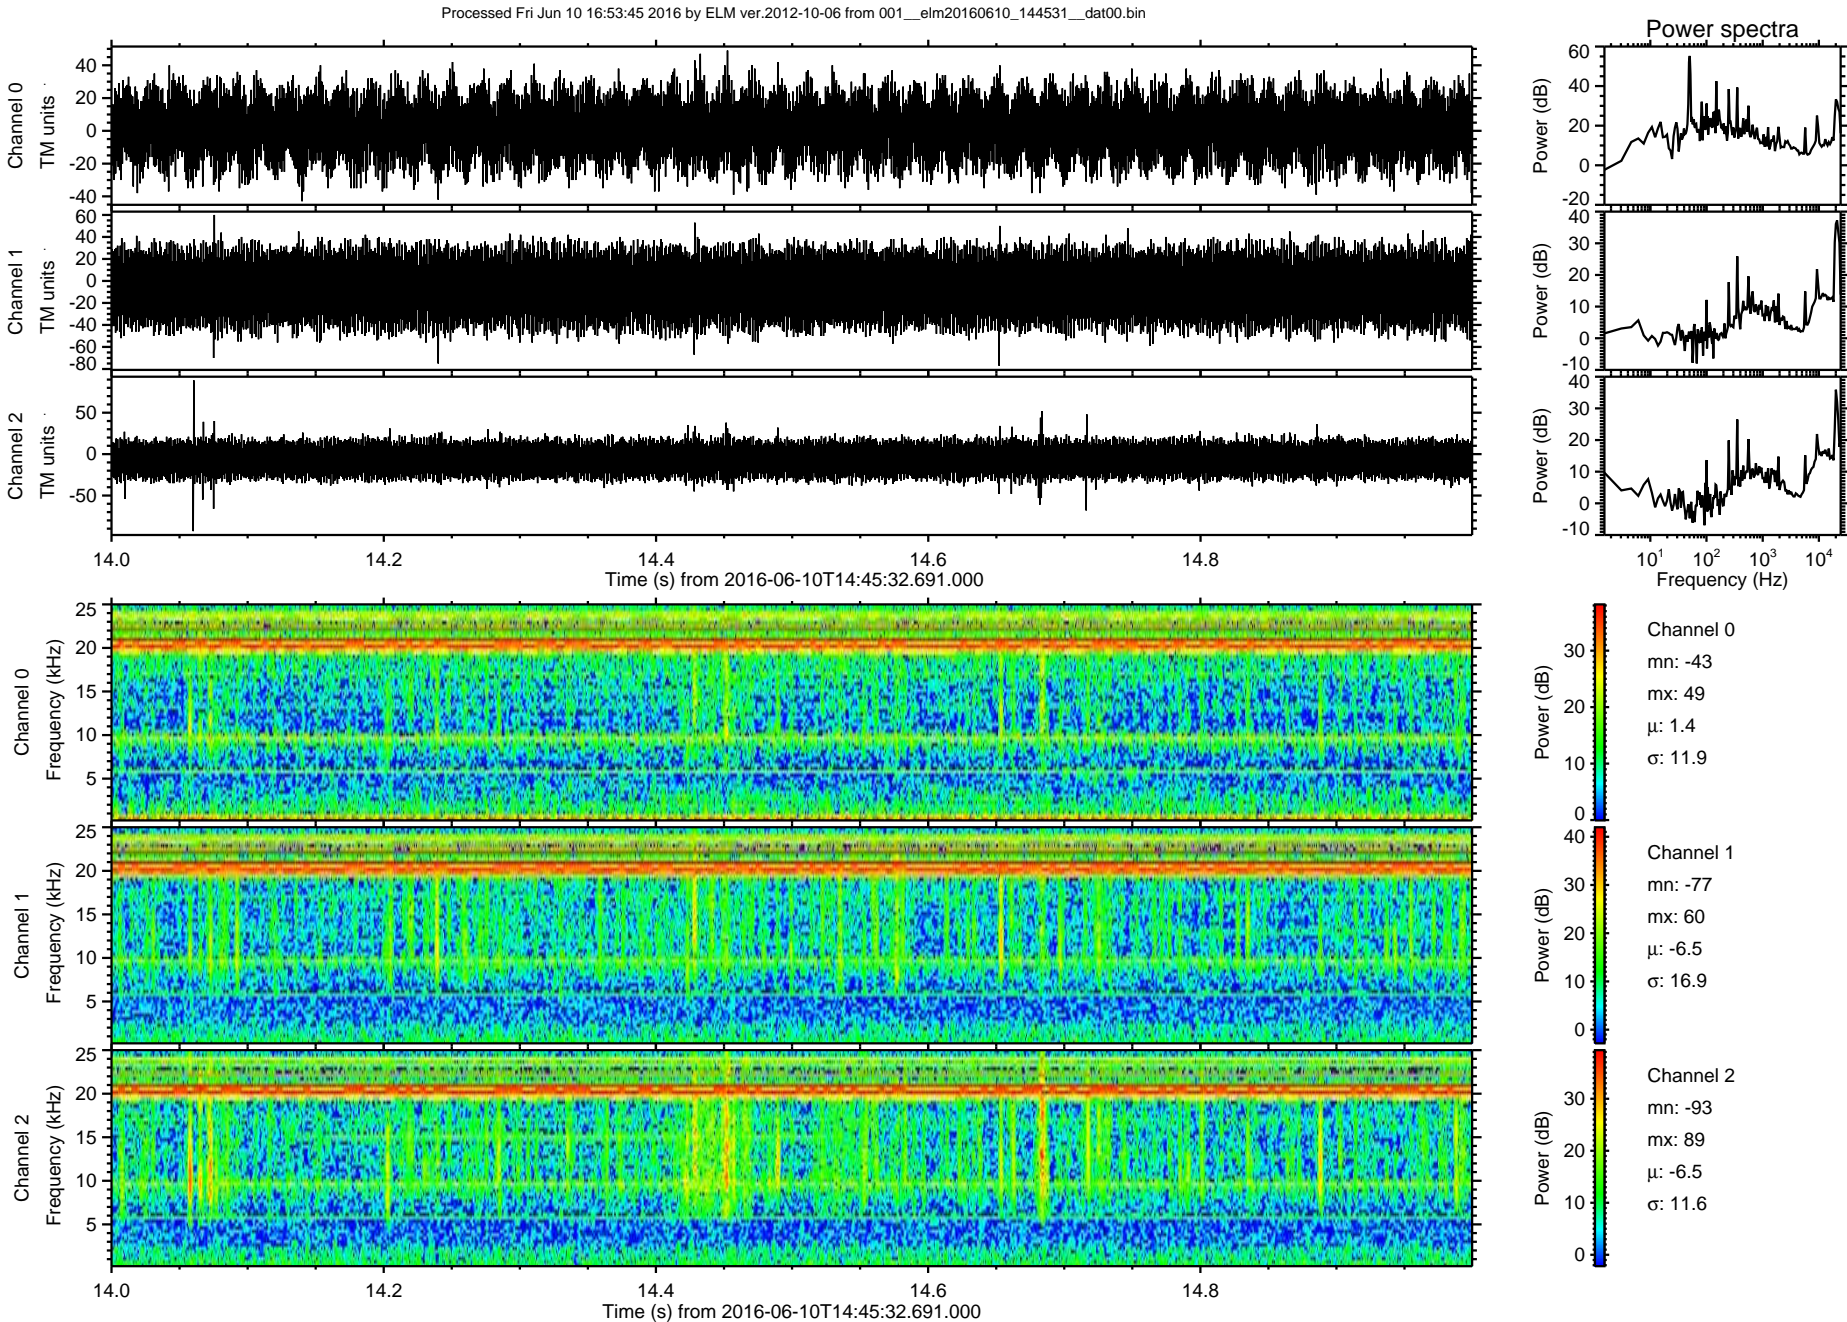 Processed Fri Jun 10 16:53:45 2016 by ELM ver.2012-10-06 from 001__elm20160610_144531__dat00.bin
Power spectra
Channel 0
TM units
40
20
0
-20
-40
Power (dB)
60
40
20
0
-20
Channel 1
TM units
60
40
20
0
-20
-40
-60
-80
Power (dB)
40
30
20
10
0
-10
Channel 2
TM units
50
0
-50
Power (dB)
40
30
20
10
0
-10
14.0 14.2 14.4 14.6 14.8
Time (s) from 2016-06-10T14:45:32.691.000
10^1 10^2 10^3 10^4
Frequency (Hz)
Channel 0
Frequency (kHz)
25
20
15
10
5
Power (dB)
30
20
10
0
Channel 0
mn: -43
mx: 49
μ: 1.4
σ: 11.9
Channel 1
Frequency (kHz)
25
20
15
10
5
Power (dB)
40
30
20
10
0
Channel 1
mn: -77
mx: 60
μ: -6.5
σ: 16.9
Channel 2
Frequency (kHz)
25
20
15
10
5
Power (dB)
30
20
10
0
Channel 2
mn: -93
mx: 89
μ: -6.5
σ: 11.6
14.0 14.2 14.4 14.6 14.8
Time (s) from 2016-06-10T14:45:32.691.000